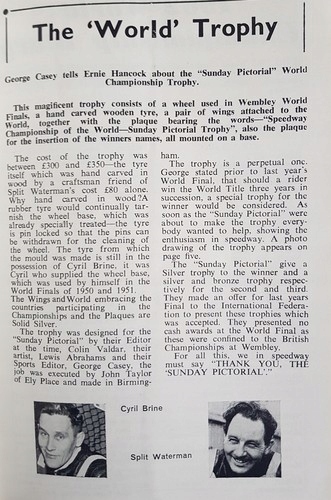 The 'World' Trophy
George Casey tells Ernie Hancock about the "Sunday Pictorial" World
Championship Trophy.
This magificent trophy consists of a wheel used in Wembley World
Finals, a hand carved wooden tyre, a pair of wings attached to the
World, together with the plaque bearing the words—"Speedway
Championship of the World—Sunday Pictorial Trophy", also the plaque
for the insertion of the winners names, all mounted on a base.
The cost of the trophy was
between £300 and £350—the tyre
itself which was hand carved in
wood by a craftsman friend of
Split Waterman's cost £80 alone.
Why hand carved in wood?A
rubber tyre would continually tar-
nish the wheel base, which was
already specially treated—the tyre
is pin locked so that the pins can
be withdrawn for the cleaning of
the wheel. The tyre from which
the mould was made is still in the
possession of Cyril Brine, it was
Cyril who supplied the wheel base,
which was used by himself in the
World Finals of 1950 and 1951.
The Wings and World embracing the
countries participating in the
Championships and the Plaques are
Solid Silver.
The trophy was designed for the
"Sunday Pictorial" by their Editor
at the time, Colin Valdar, their
artist, Lewis Abrahams and their
Sports Editor, George Casey, the
job was executed by John Taylor
of Ely Place and made in Birming-
ham.
The trophy is a perpetual one.
George stated prior to last year's
World Final, that should a rider
win the World Title three years in
succession, a special trophy for the
winner would be considered. As
soon as the "Sunday Pictorial" were
about to make the trophy every-
body wanted to help, showing the
enthusiasm in speedway. A photo
drawing of the trophy appears on
page five.
The "Sunday Pictorial" give a
Silver trophy to the winner and a
silver and bronze trophy respec-
tively for the second and third.
They made an offer for last years
Final to the International Federa-
tion to present these trophies which
was accepted. They presented no
cash awards at the World Final as
these were confined to the British
Championships at Wembley.
For all this, we in speedway
must say "THANK YOU, THE
'SUNDAY PICTORIAL'."
Cyril Brine
Split Waterman